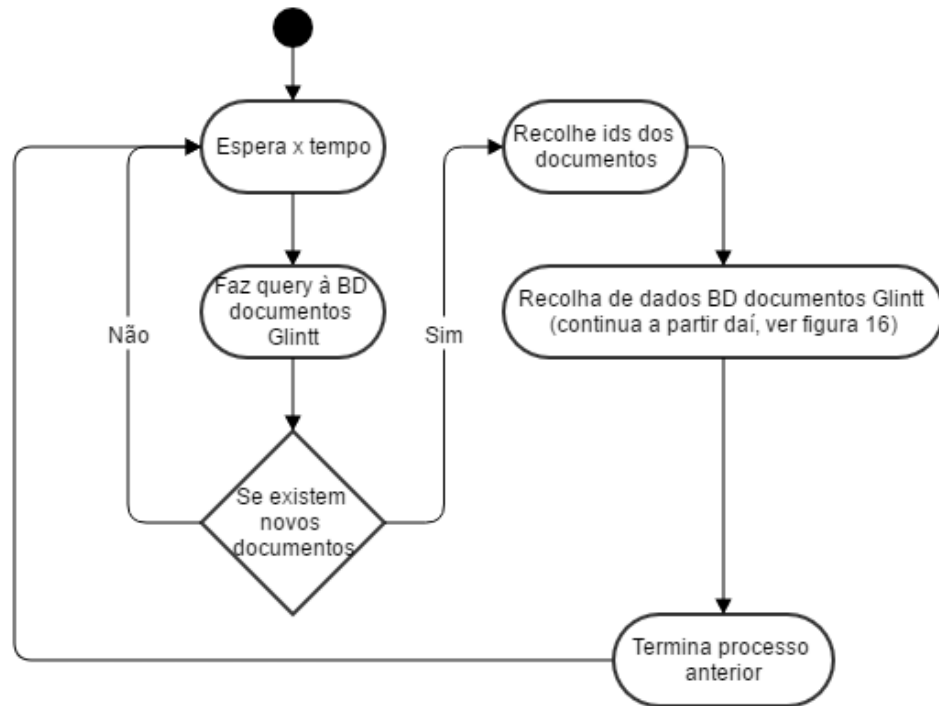 Espera x tempo
Recolhe ids dos
documentos
Faz query à BD
documentos
Glintt
Recolha de dados BD documentos Glintt
(continua a partir daí, ver figura 16)
Não
Sim
Se existem
novos
documentos
Termina processo
anterior